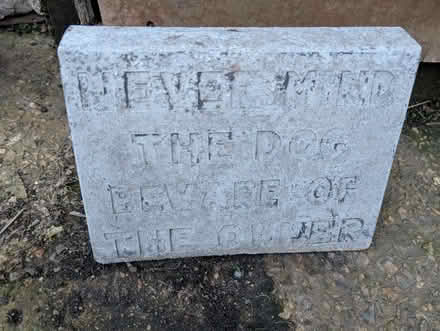 NEVER MIND
THE DOG
BEWARE OF
THE OWNER